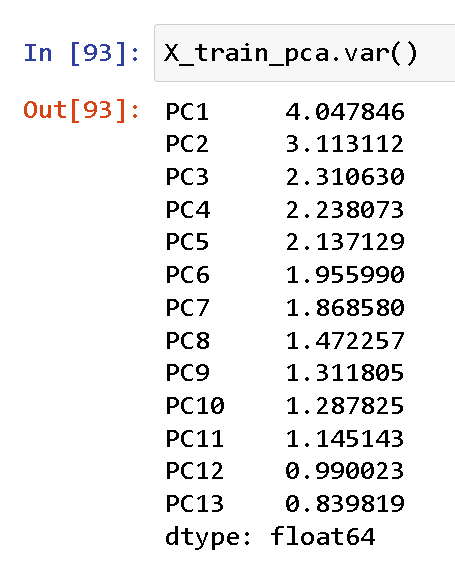 In [93]: X_train_pca.var()
Out[93]: PC1 4.047846
PC2 3.113112
PC3 2.310630
PC4 2.238073
PC5 2.137129
PC6 1.955990
PC7 1.868580
PC8 1.472257
PC9 1.311805
PC10 1.287825
PC11 1.145143
PC12 0.990023
PC13 0.839819
dtype: float64